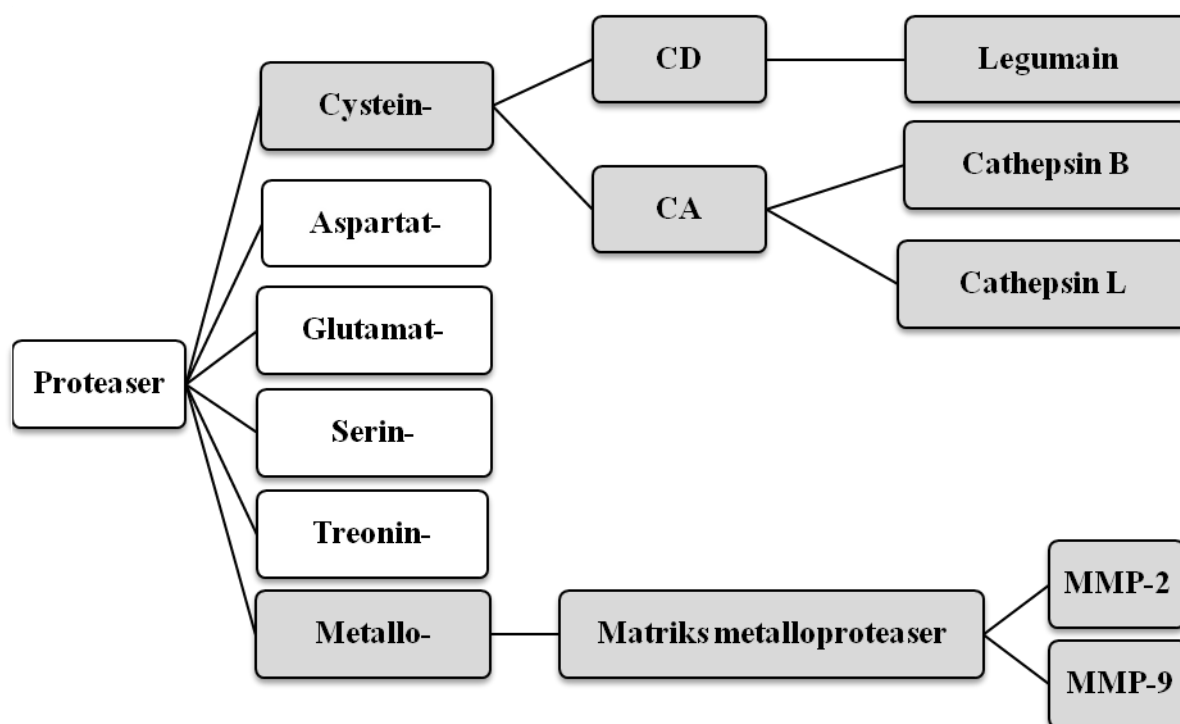 Proteaser
Cystein-
Aspartat-
Glutamat-
Serin-
Treonin-
Metallo-
CD
CA
Legumain
Cathepsin B
Cathepsin L
Matriks metalloproteaser
MMP-2
MMP-9